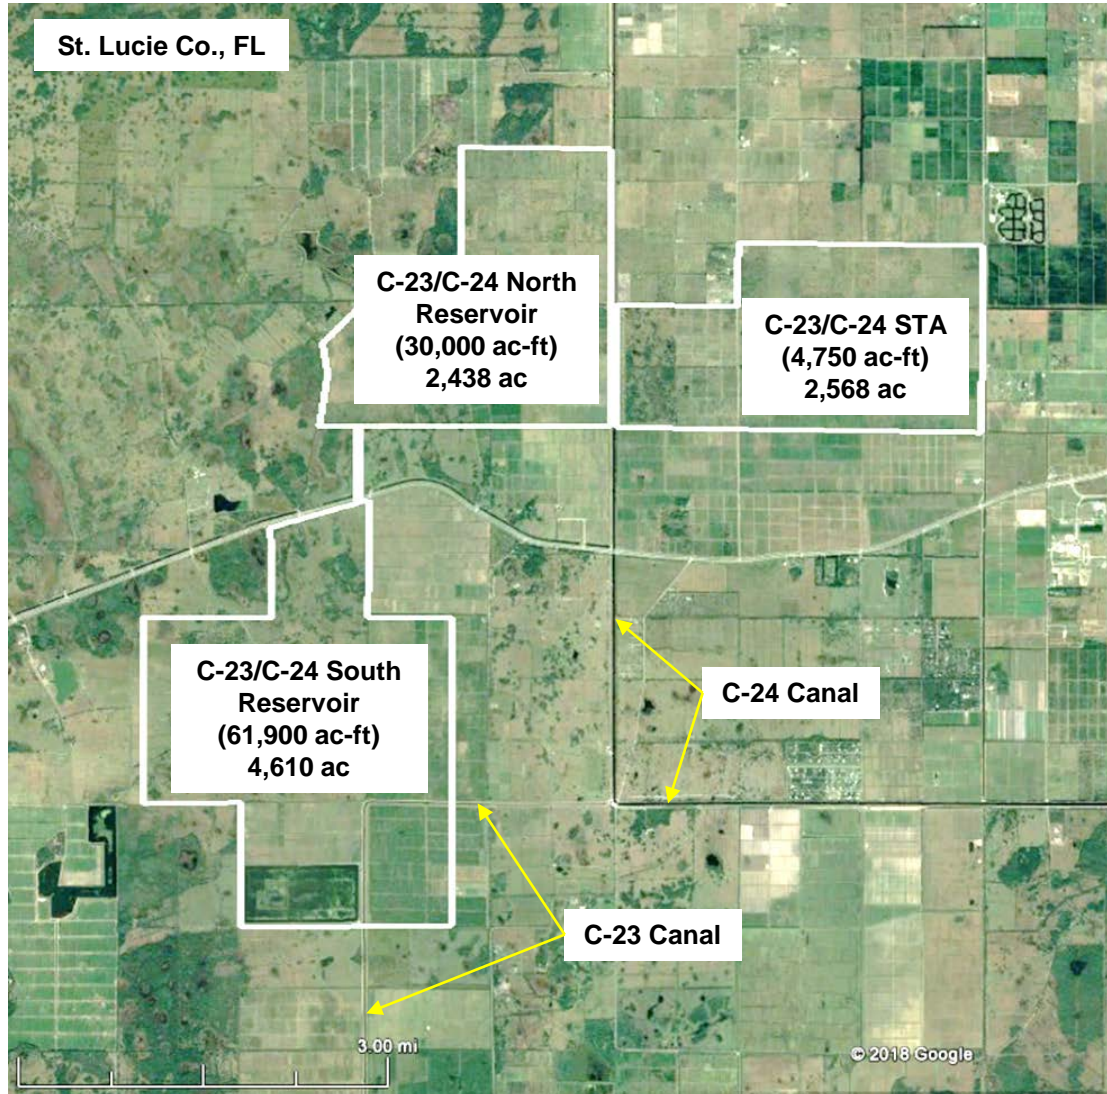 St. Lucie Co., FL
C-23/C-24 North
Reservoir
(30,000 ac-ft)
2,438 ac
C-23/C-24 STA
(4,750 ac-ft)
2,568 ac
C-23/C-24 South
Reservoir
(61,900 ac-ft)
4,610 ac
C-24 Canal
C-23 Canal
3.00 mi
© 2018 Google